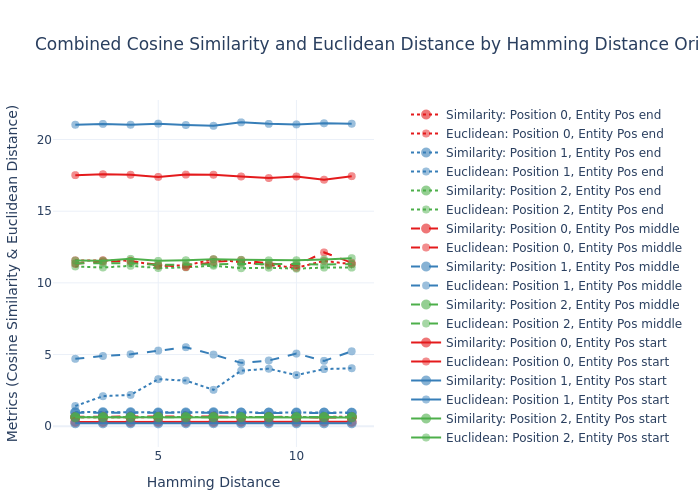 Combined Cosine Similarity and Euclidean Distance by Hamming Distance Ori
Metrics (Cosine Similarity & Euclidean Distance)
20
15
10
5
0
5
10
Hamming Distance
Similarity: Position 0, Entity Pos end
Euclidean: Position 0, Entity Pos end
Similarity: Position 1, Entity Pos end
Euclidean: Position 1, Entity Pos end
Similarity: Position 2, Entity Pos end
Euclidean: Position 2, Entity Pos end
Similarity: Position 0, Entity Pos middle
Euclidean: Position 0, Entity Pos middle
Similarity: Position 1, Entity Pos middle
Euclidean: Position 1, Entity Pos middle
Similarity: Position 2, Entity Pos middle
Euclidean: Position 2, Entity Pos middle
Similarity: Position 0, Entity Pos start
Euclidean: Position 0, Entity Pos start
Similarity: Position 1, Entity Pos start
Euclidean: Position 1, Entity Pos start
Similarity: Position 2, Entity Pos start
Euclidean: Position 2, Entity Pos start